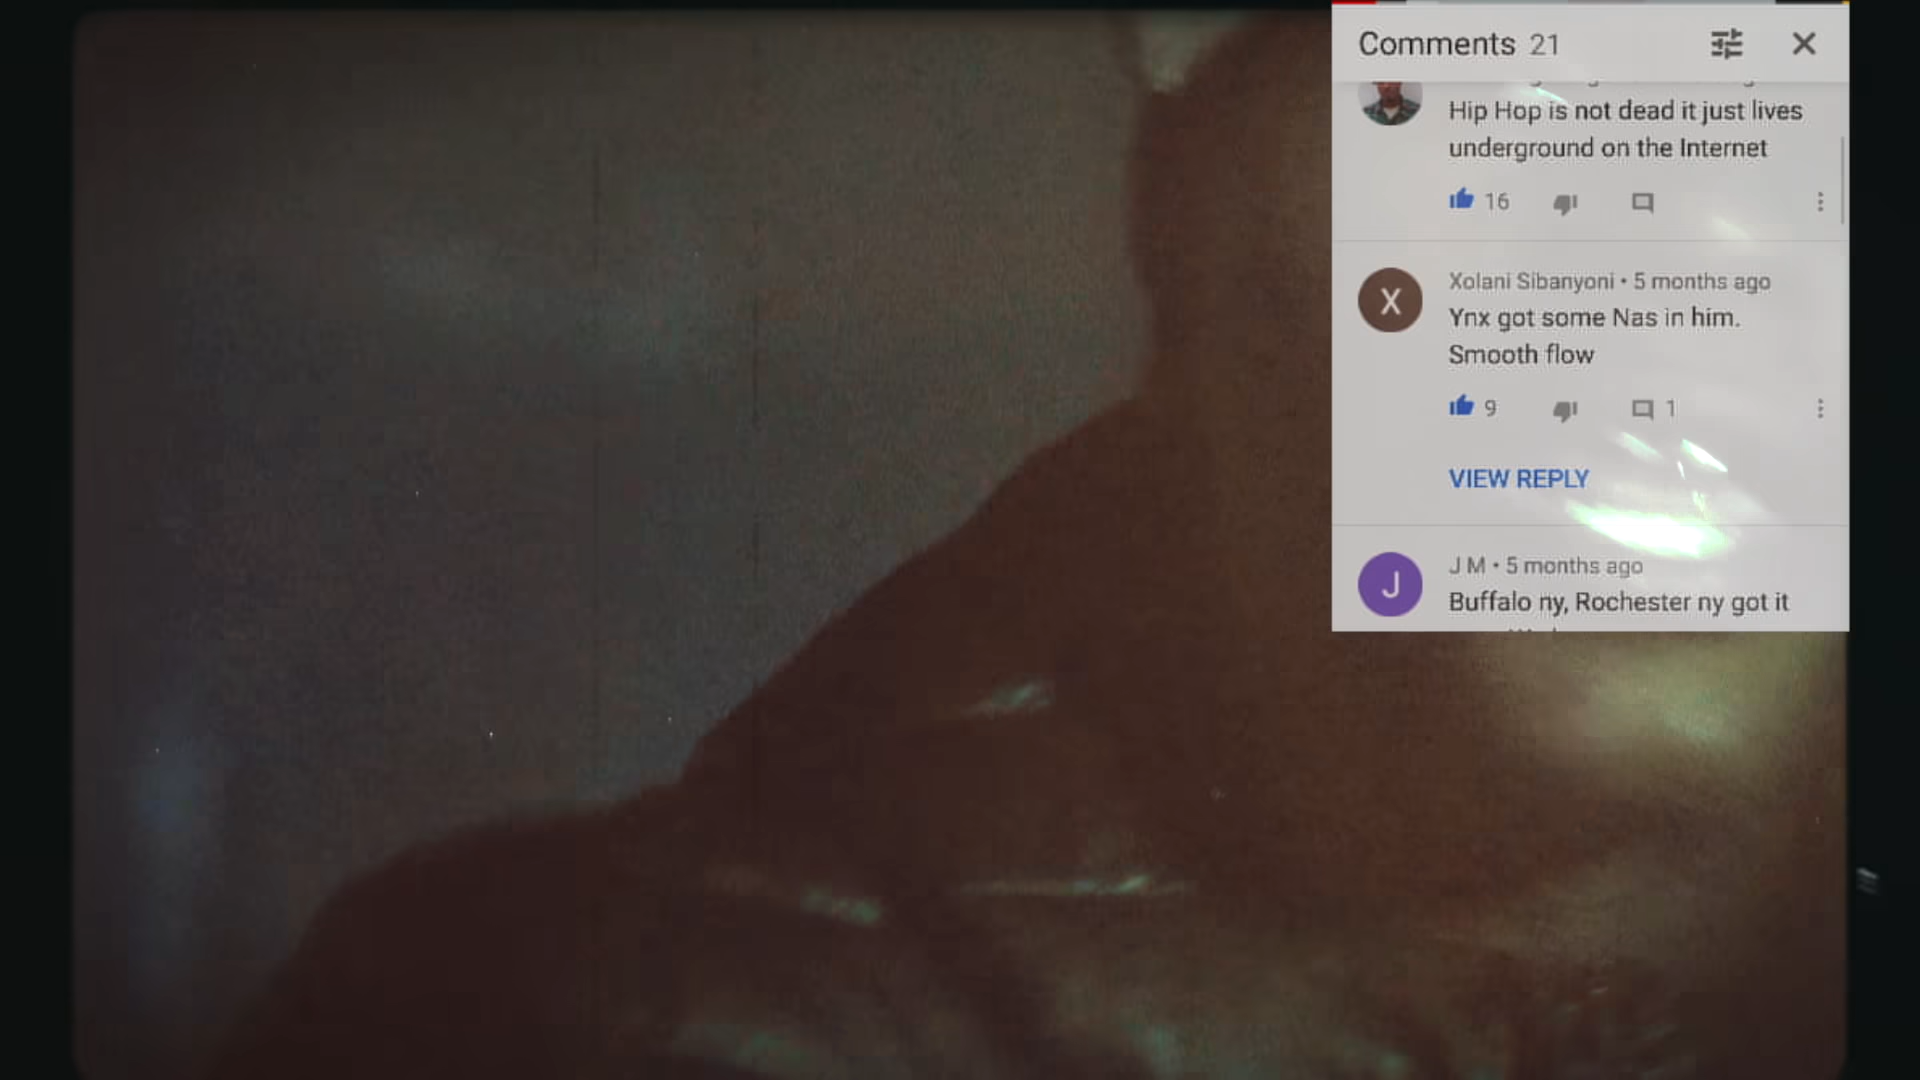 Comments 21
Hip Hop is not dead it just lives
underground on the Internet
16
X
Xolani Sibanyoni • 5 months ago
Ynx got some Nas in him.
Smooth flow
9
1
VIEW REPLY
J
J M • 5 months ago
Buffalo ny, Rochester ny got it